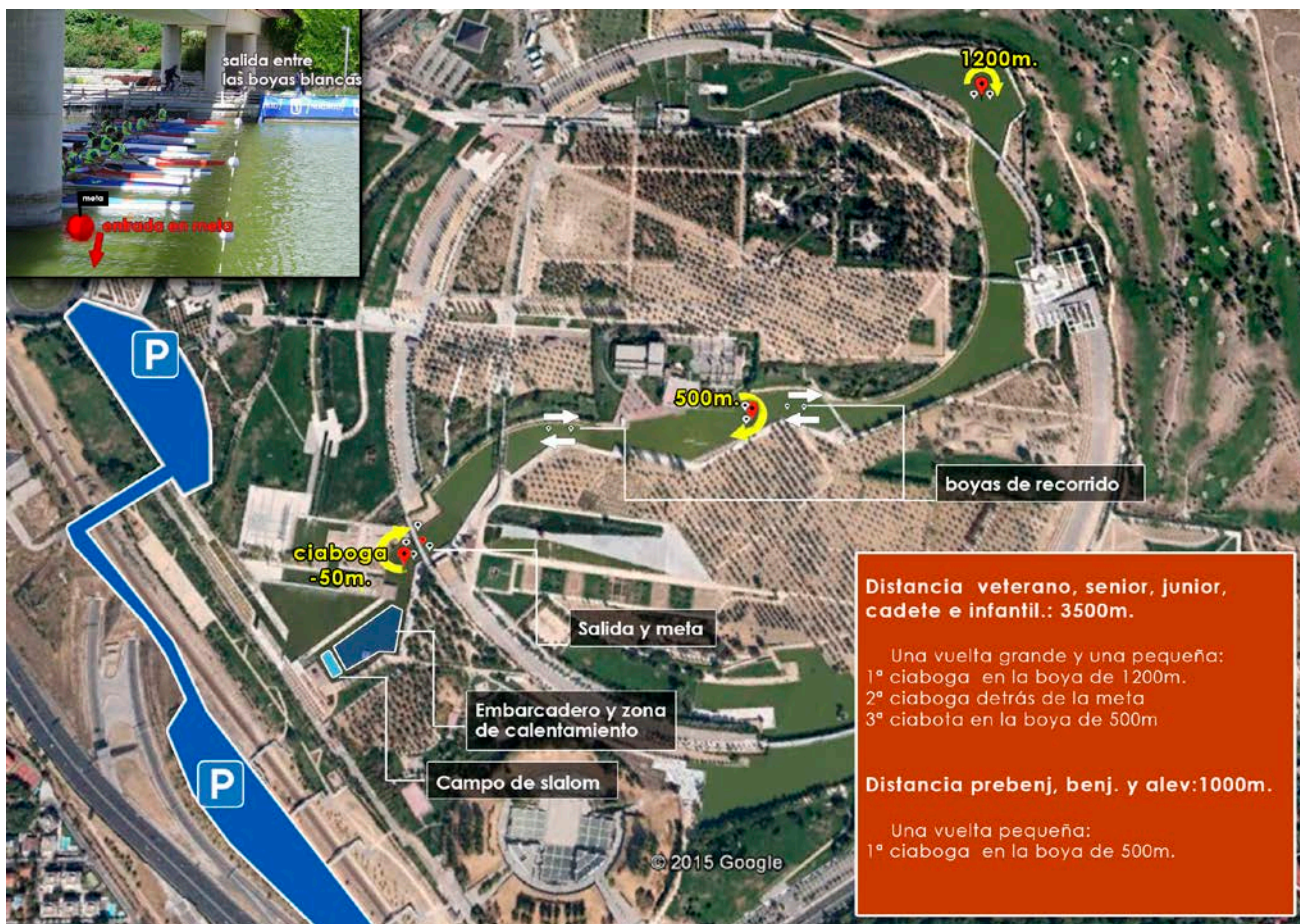 salida entre
las boyas blancas
meta
entrada en meta
1200m.
P
500m.
boyas de recorrido
ciaboga
-50m.
Salida y meta
Embarcadero y zona
de calentamiento
Campo de slalom
P
© 2015 Google
Distancia veterano, senior, junior,
cadete e infantil.: 3500m.
Una vuelta grande y una pequeña:
1ª ciaboga en la boya de 1200m.
2ª ciaboga detrás de la meta
3ª ciabota en la boya de 500m
Distancia prebenj, benj. y alev:1000m.
Una vuelta pequeña:
1ª ciaboga en la boya de 500m.